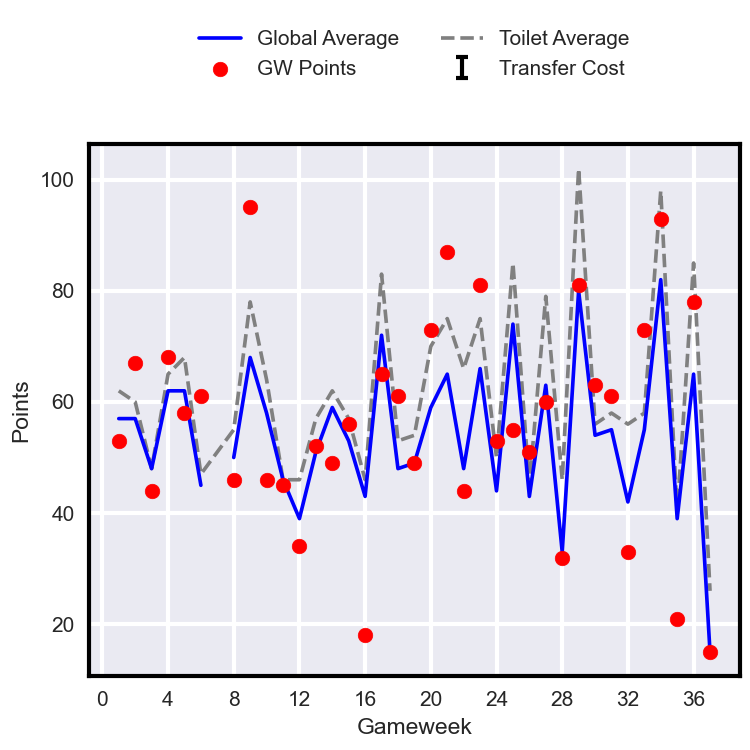 Global Average Toilet Average
GW Points Transfer Cost
100
80
60
40
20
Points
0 4 8 12 16 20 24 28 32 36
Gameweek